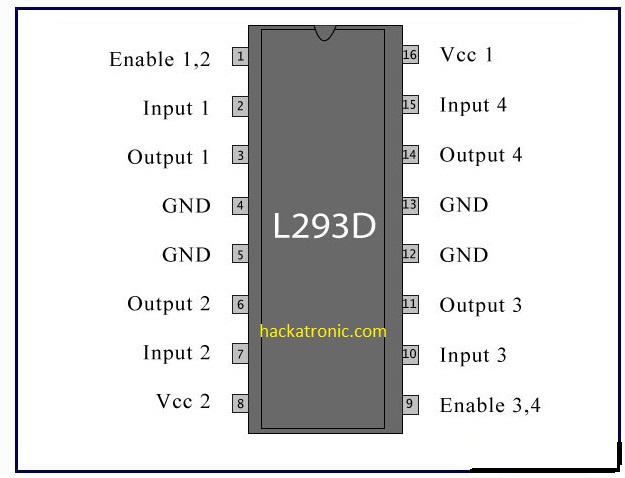 Enable 1,2 1 16 Vcc 1
Input 1 2 15 Input 4
Output 1 3 14 Output 4
GND 4 13 GND
L293D
GND 5 12 GND
Output 2 6 11 Output 3
hackatronic.com
Input 2 7 10 Input 3
Vcc 2 8 9 Enable 3,4